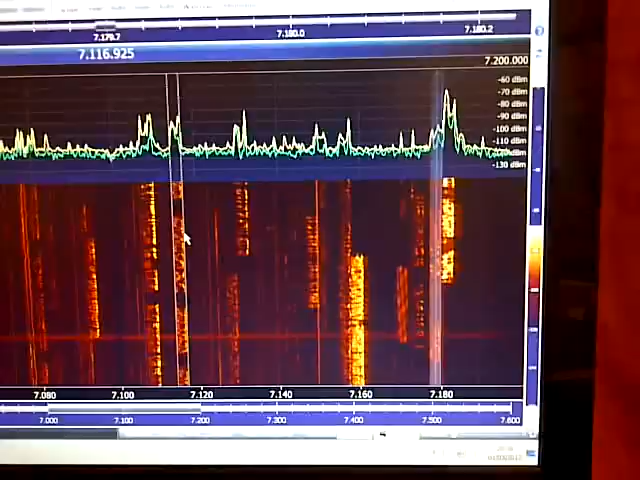 7.179.7 7.180.0 7.180.2
7.116.925
7.200.000
-60 dBm
-70 dBm
-80 dBm
-90 dBm
-100 dBm
-110 dBm
-130 dBm
7.080 7.100 7.120 7.140 7.160 7.180
7.000 7.100 7.200 7.300 7.400 7.500 7.600